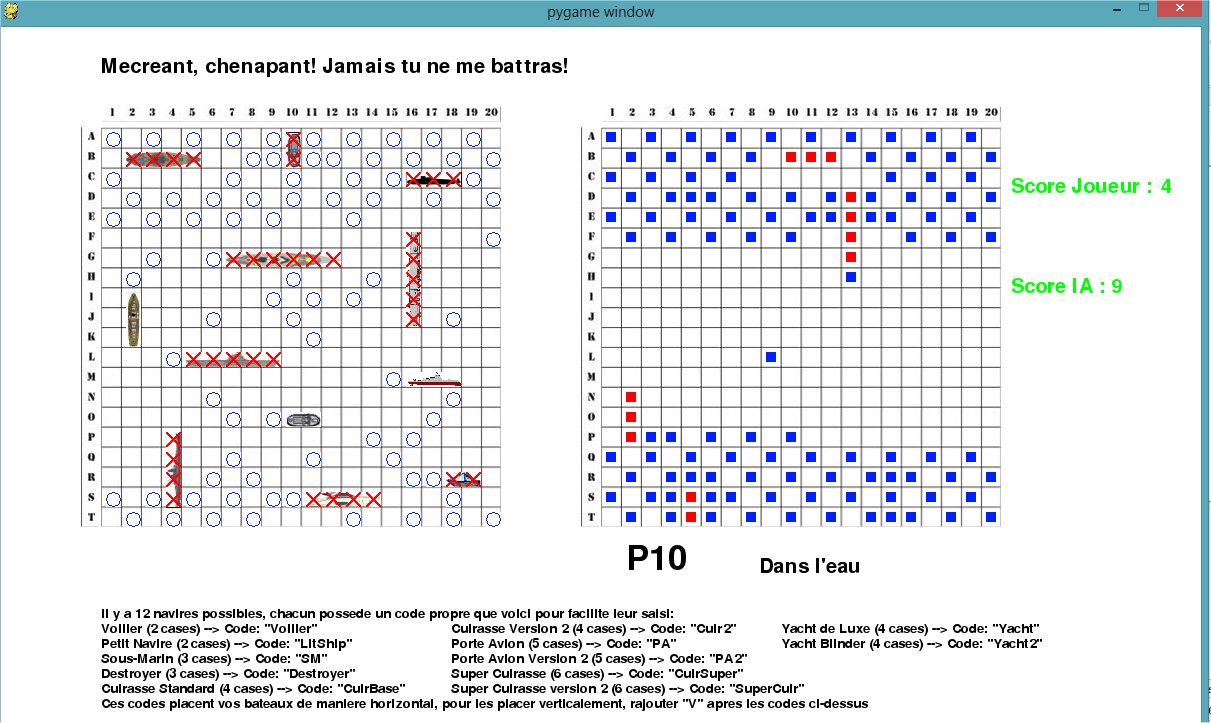 pygame window
Mecreant, chenapant! Jamais tu ne me battras!
1 2 3 4 5 6 7 8 9 10 11 12 13 14 15 16 17 18 19 20
1 2 3 4 5 6 7 8 9 10 11 12 13 14 15 16 17 18 19 20
A A
B B
C C
Score Joueur : 4
D D
E E
F F
G G
H H
Score IA : 9
I I
J J
K K
L L
M M
N N
O O
P P
Q Q
R R
S S
T T
P10 Dans l'eau
Il y a 12 navires possibles, chacun possede un code propre que voici pour facilite leur saisi:
Voilier (2 cases) --> Code: "Voilier" Cuirasse Version 2 (4 cases) --> Code: "Cuir2" Yacht de Luxe (4 cases) --> Code: "Yacht"
Petit Navire (2 cases) --> Code: "LitShip" Porte Avion (5 cases) --> Code: "PA" Yacht Blinder (4 cases) --> Code: "Yacht2"
Sous-Marin (3 cases) --> Code: "SM" Porte Avion Version 2 (5 cases) --> Code: "PA2"
Destroyer (3 cases) --> Code: "Destroyer" Super Cuirasse (6 cases) --> Code: "CuirSuper"
Cuirasse Standard (4 cases) --> Code: "CuirBase" Super Cuirasse version 2 (6 cases) --> Code: "SuperCuir"
Ces codes placent vos bateaux de maniere horizontal, pour les placer verticalement, rajouter "V" apres les codes ci-dessus